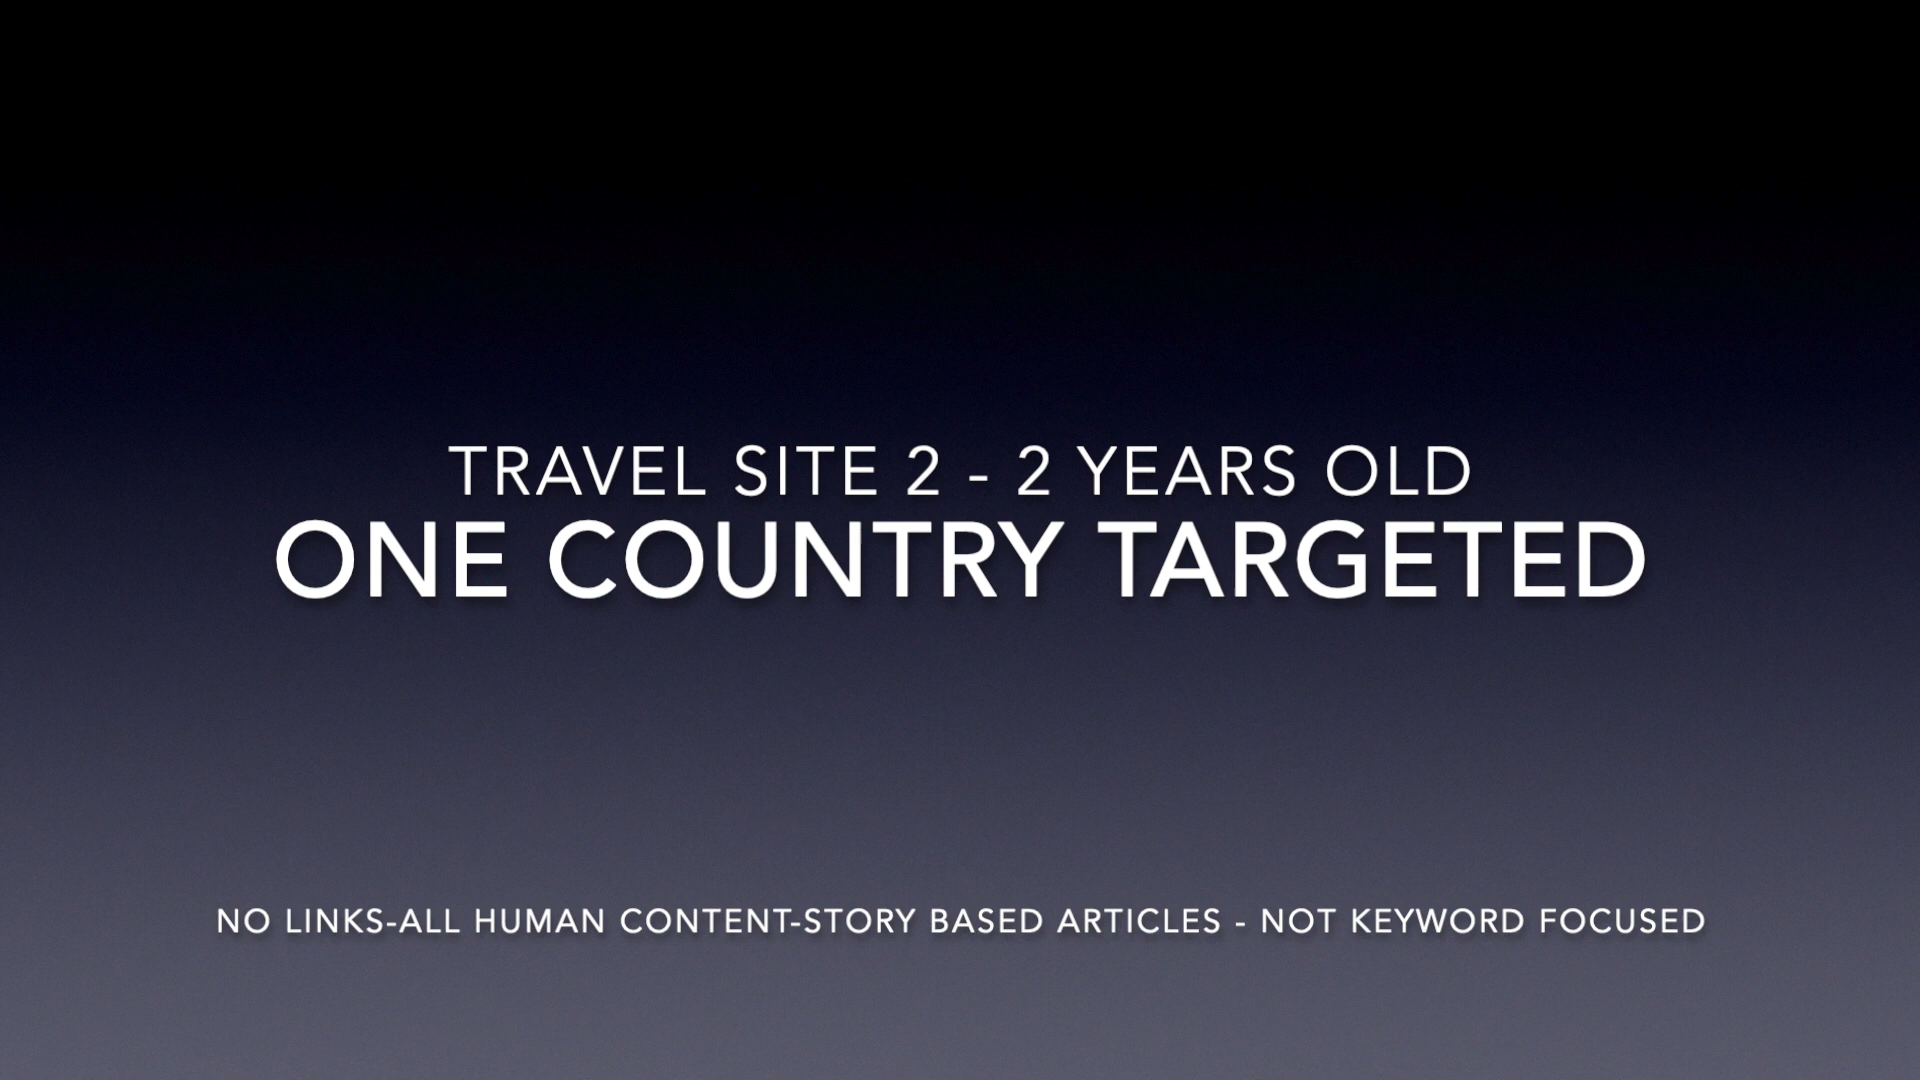 TRAVEL SITE 2 - 2 YEARS OLD
ONE COUNTRY TARGETED
NO LINKS-ALL HUMAN CONTENT-STORY BASED ARTICLES - NOT KEYWORD FOCUSED